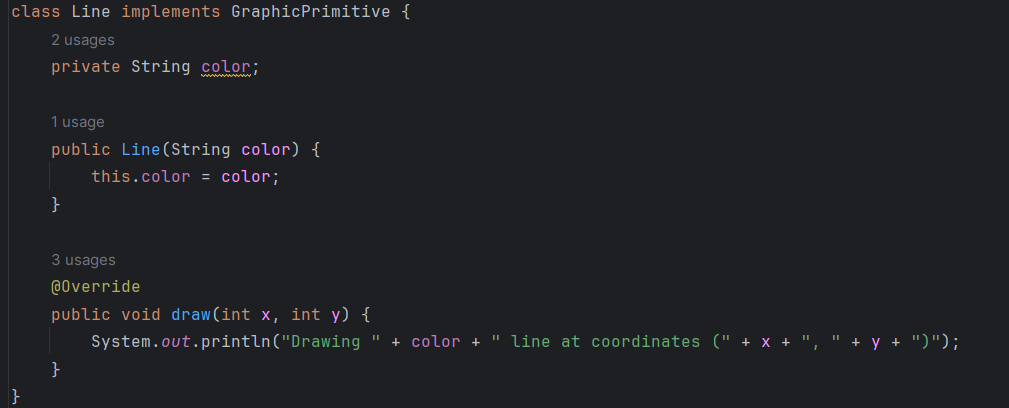 class Line implements GraphicPrimitive {
2 usages
private String color;
1 usage
public Line(String color) {
this.color = color;
}
3 usages
@Override
public void draw(int x, int y) {
System.out.println("Drawing " + color + " line at coordinates (" + x + ", " + y + ")");
}
}